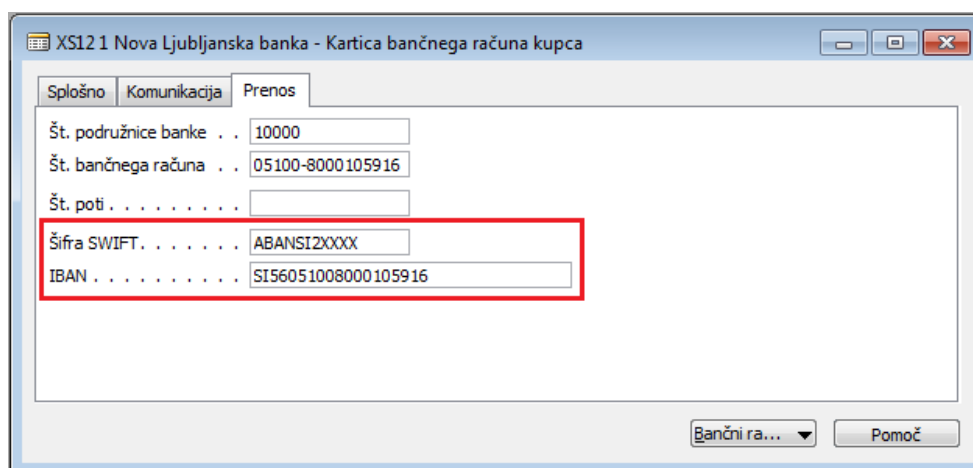 XS12 1 Nova Ljubljanska banka - Kartica bančnega računa kupca
Splošno Komunikacija Prenos
Št. podružnice banke . . 10000
Št. bančnega računa . . 05100-8000105916
Št. poti . . . . . . . . . .
Šifra SWIFT. . . . . . . ABANSI2XXXX
IBAN . . . . . . . . . . . SI56051008000105916
Bančni ra... Pomoč